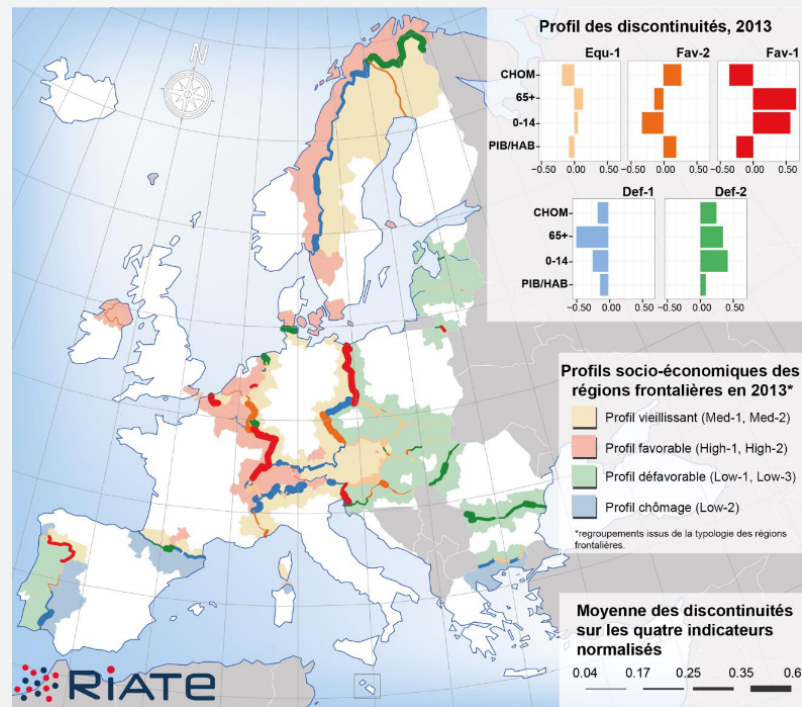 Profil des discontinuités, 2013
Equ-1
Fav-2
Fav-1
CHOM
65+
0-14
PIB/HAB
−0.50
0.00
0.50
−0.50
0.00
0.50
−0.50
0.00
0.50
Def-1
Def-2
CHOM
65+
0-14
PIB/HAB
−0.50
0.00
0.50
−0.50
0.00
0.50
N
Profils socio-économiques des
régions frontalières en 2013*
Profil vieillissant (Med-1, Med-2)
Profil favorable (High-1, High-2)
Profil défavorable (Low-1, Low-3)
Profil chômage (Low-2)
*regroupements issus de la typologie des régions
frontalières.
Moyenne des discontinuités
sur les quatre indicateurs
normalisés
0.04 0.17 0.25 0.35 0.6
RIATE